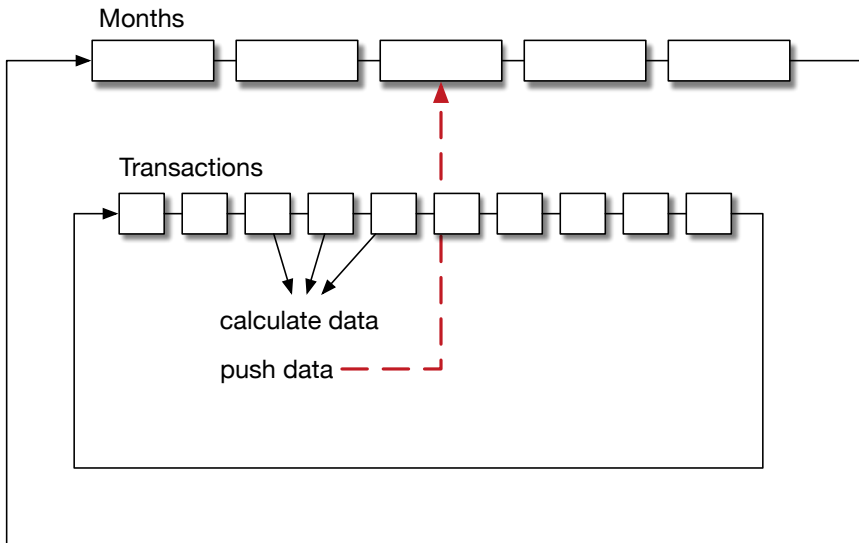 Months
Transactions
calculate data
push data